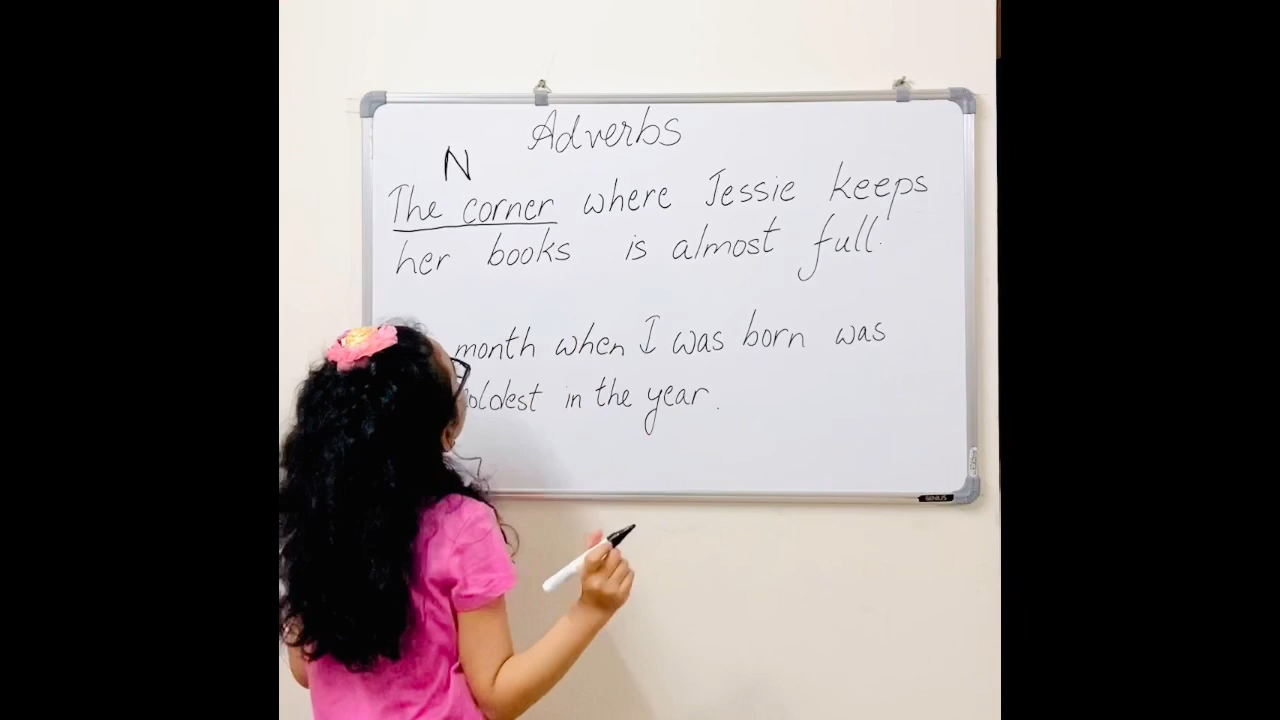 Adverbs
N
The corner where Jessie keeps
her books is almost full.
month when I was born was
oldest in the year.
GENIUS